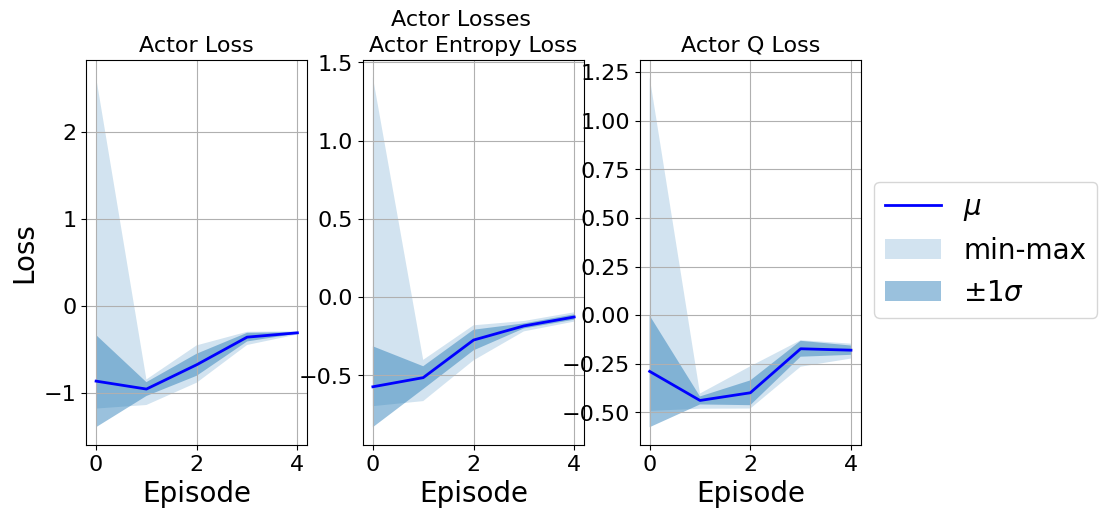 Actor Losses
Actor Loss
Actor Entropy Loss
Actor Q Loss
Loss
2
1
0
−1
0
2
4
Episode
1.5
1.0
0.5
0.0
−0.5
0
2
4
Episode
1.25
1.00
0.75
0.50
0.25
0.00
−0.25
−0.50
0
2
4
Episode
μ
min-max
±1σ